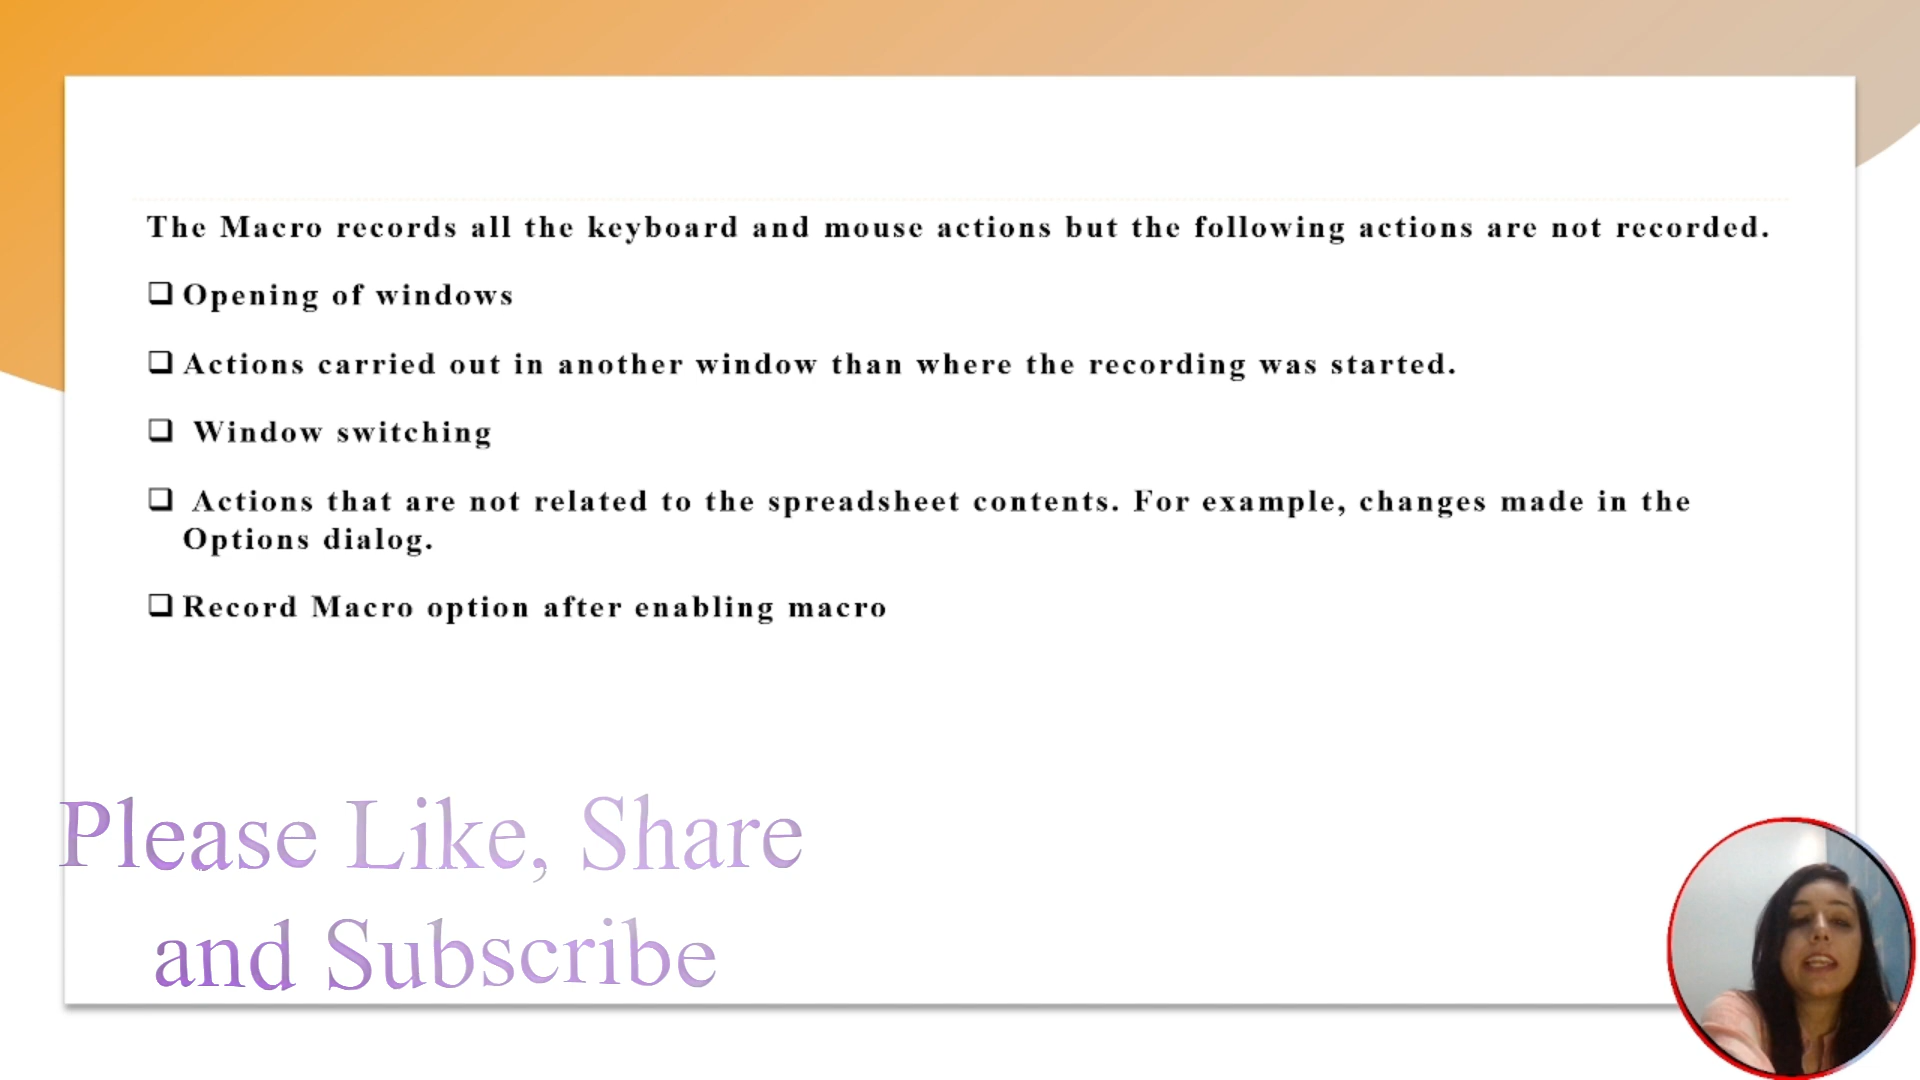 The Macro records all the keyboard and mouse actions but the following actions are not recorded.
❑ Opening of windows
❑ Actions carried out in another window than where the recording was started.
❑ Window switching
❑ Actions that are not related to the spreadsheet contents. For example, changes made in the
Options dialog.
❑ Record Macro option after enabling macro
Please Like, Share
and Subscribe